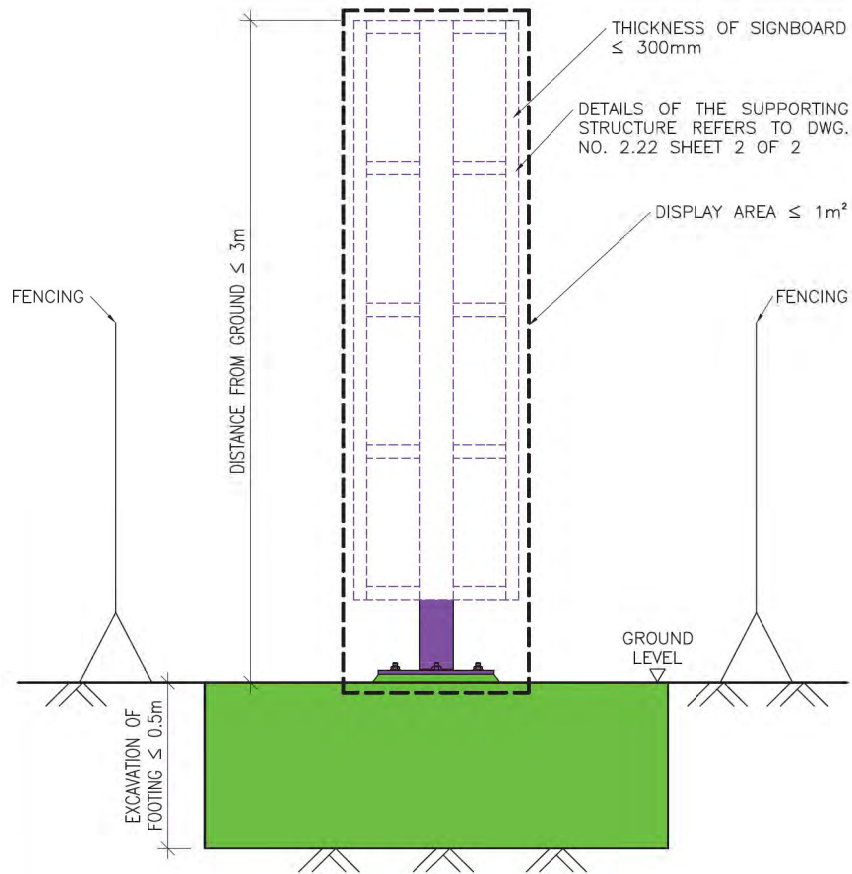 THICKNESS OF SIGNBOARD
≤ 300mm
DETAILS OF THE SUPPORTING
STRUCTURE REFERS TO DWG.
NO. 2.22 SHEET 2 OF 2
DISPLAY AREA ≤ 1m²
DISTANCE FROM GROUND ≤ 3m
FENCING
FENCING
GROUND
LEVEL
EXCAVATION OF
FOOTING ≤ 0.5m